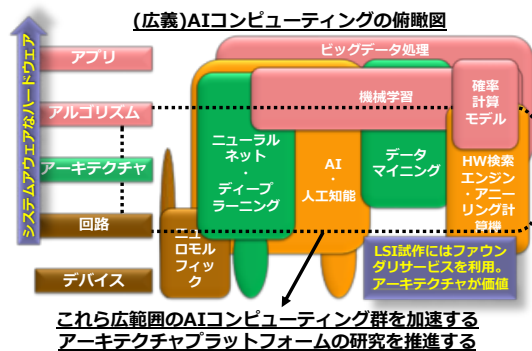 (広義)AIコンピューティングの俯瞰図
システムアウェアなハードウェア
アプリ
アルゴリズム
アーキテクチャ
回路
デバイス
ビッグデータ処理
機械学習
確率
計算
モデル
ニューラル
ネット
・
ディープ
ラーニング
AI
・
人工知能
データ
マイニング
HW検索
エンジン
・アニー
リング計
算機
ニュー
ロモル
フィッ
ク
LSI試作にはファウン
ダリサービスを利用。
アーキテクチャが価値
これら広範囲のAIコンピューティング群を加速する
アーキテクチャプラットフォームの研究を推進する